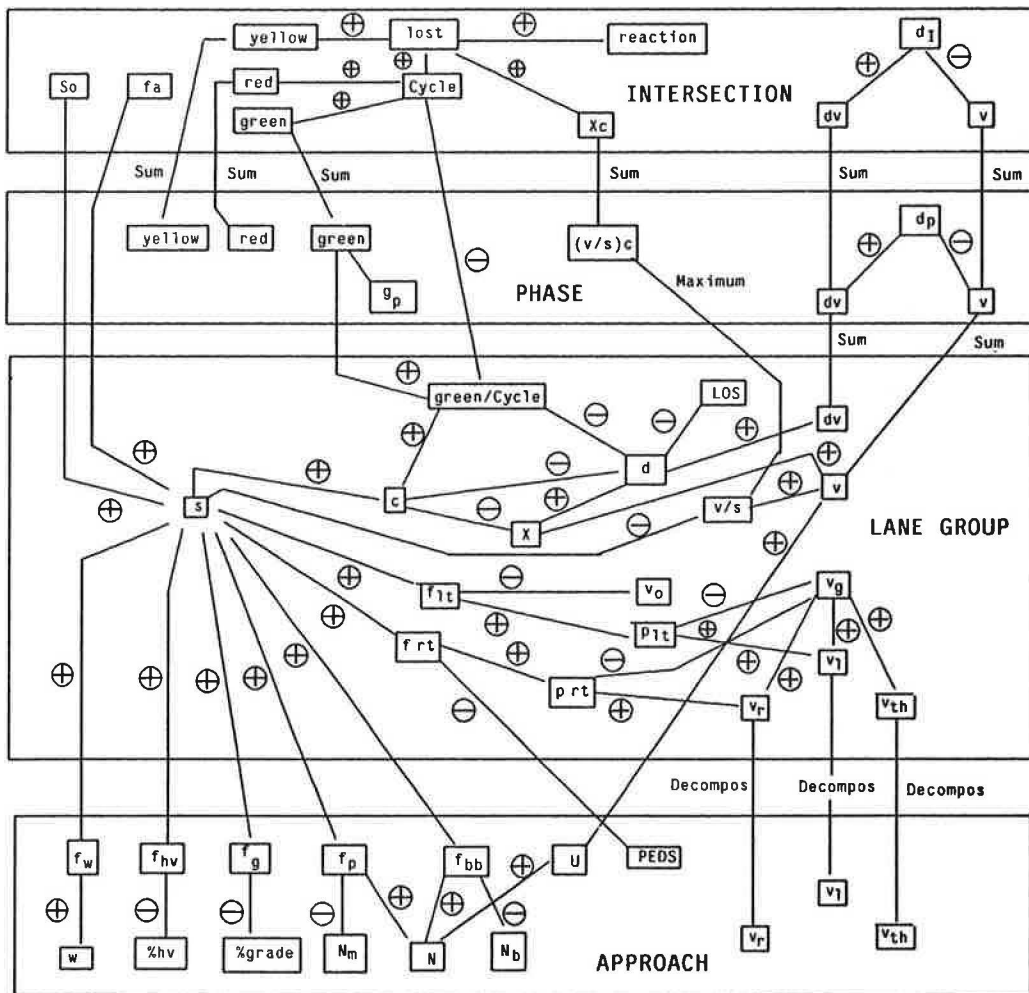 yellow
lost
reaction
dI
So
fa
red
Cycle
INTERSECTION
green
Xc
dv
v
Sum
Sum
Sum
Sum
Sum
Sum
yellow
red
green
(v/s)c
dp
gp
PHASE
Maximum
dv
v
Sum
Sum
green/Cycle
LOS
dv
d
s
c
X
v/s
v
LANE GROUP
flt
vo
vg
plt
f rt
vl
p rt
vr
vth
Decompos
Decompos
Decompos
fw
fhv
fg
fp
fbb
U
PEDS
vl
w
%hv
%grade
Nm
N
Nb
vr
vth
APPROACH